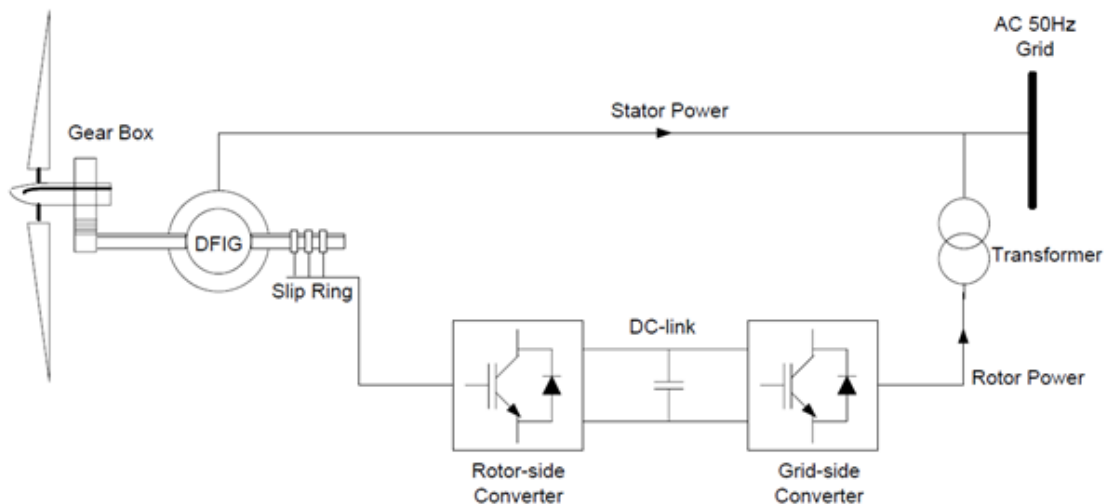 AC 50Hz
Grid
Stator Power
Gear Box
DFIG
Slip Ring
Transformer
DC-link
Rotor Power
Rotor-side
Converter
Grid-side
Converter